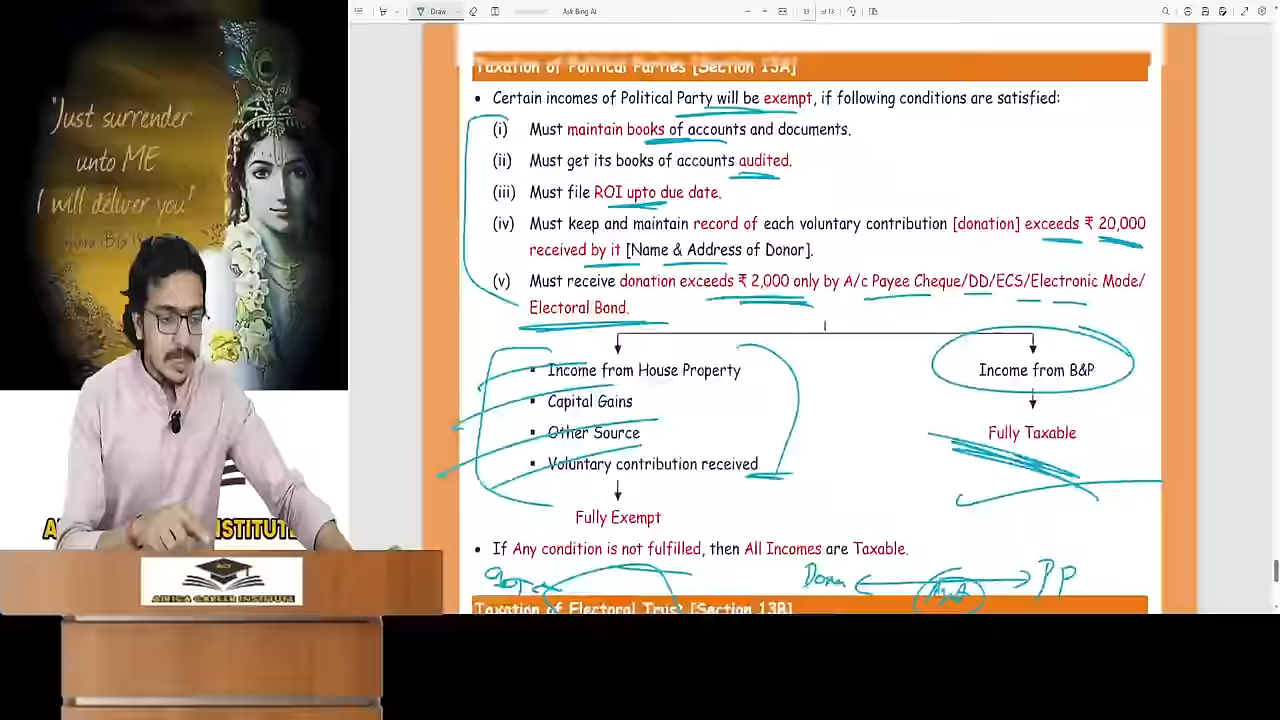 Draw
Ask Bing AI
13
of 13
"Just surrender
unto ME
I will deliver you!"
Taxation of Political Parties [Section 13A]
• Certain incomes of Political Party will be exempt, if following conditions are satisfied:
(i) Must maintain books of accounts and documents.
(ii) Must get its books of accounts audited.
(iii) Must file ROI upto due date.
(iv) Must keep and maintain record of each voluntary contribution [donation] exceeds ₹ 20,000
received by it [Name & Address of Donor].
(v) Must receive donation exceeds ₹ 2,000 only by A/c Payee Cheque/DD/ECS/Electronic Mode/
Electoral Bond.
▪ Income from House Property
▪ Capital Gains
▪ Other Source
▪ Voluntary contribution received
Fully Exempt
Income from B&P
Fully Taxable
• If Any condition is not fulfilled, then All Incomes are Taxable.
PP
Taxation of Electoral Trust [Section 13B]